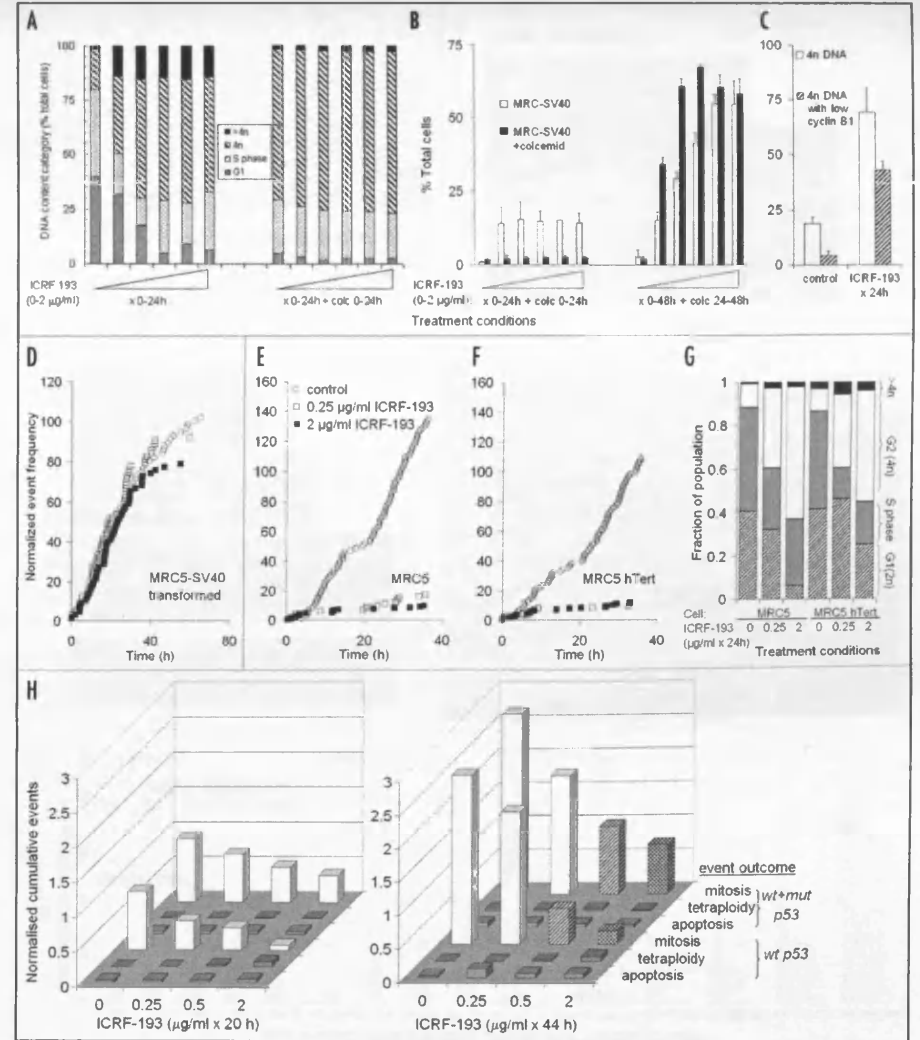 A
100
75
50
25
0
DNA content category (% total cells)
>4n
4n
S phase
G1
ICRF 193
(0-2 µg/ml)
x 0-24h
x 0-24h + colc 0-24h
B
75
50
25
0
% Total cells
MRC-SV40
MRC-SV40
+colcemid
ICRF 193
(0-2 µg/ml):
x 0-24h + colc 0-24h
x 0-48h + colc 24-48h
Treatment conditions
C
100
75
50
25
0
4n DNA
4n DNA
with low
cyclin B1
control
ICRF-193
x 24h
D
120
100
80
60
40
20
0
Normalized event frequency
MRC5-SV40
transformed
0 40 80
Time (h)
E
160
140
120
100
80
60
40
20
0
control
0.25 µg/ml ICRF-193
2 µg/ml ICRF-193
MRC5
0 20 40
Time (h)
F
160
140
120
100
80
60
40
20
0
MRC5 hTert
0 20 40
Time (h)
G
1
0.8
0.6
0.4
0.2
0
Fraction of population
>4n
G2 (4n)
S phase
G1(2n)
Cell: MRC5 MRC5 hTert
ICRF-193 0 0.25 2 0 0.25 2
(µg/ml x 24h)
Treatment conditions
H
3
2.5
2
1.5
1
0.5
0
Normalised cumulative events
0 0.25 0.5 2
ICRF-193 (µg/ml x 20 h)
3
2.5
2
1.5
1
0.5
0
0 0.25 0.5 2
ICRF-193 (µg/ml x 44 h)
event outcome
mitosis
tetraploidy
apoptosis
wt+mut
p53
mitosis
tetraploidy
apoptosis
wt p53